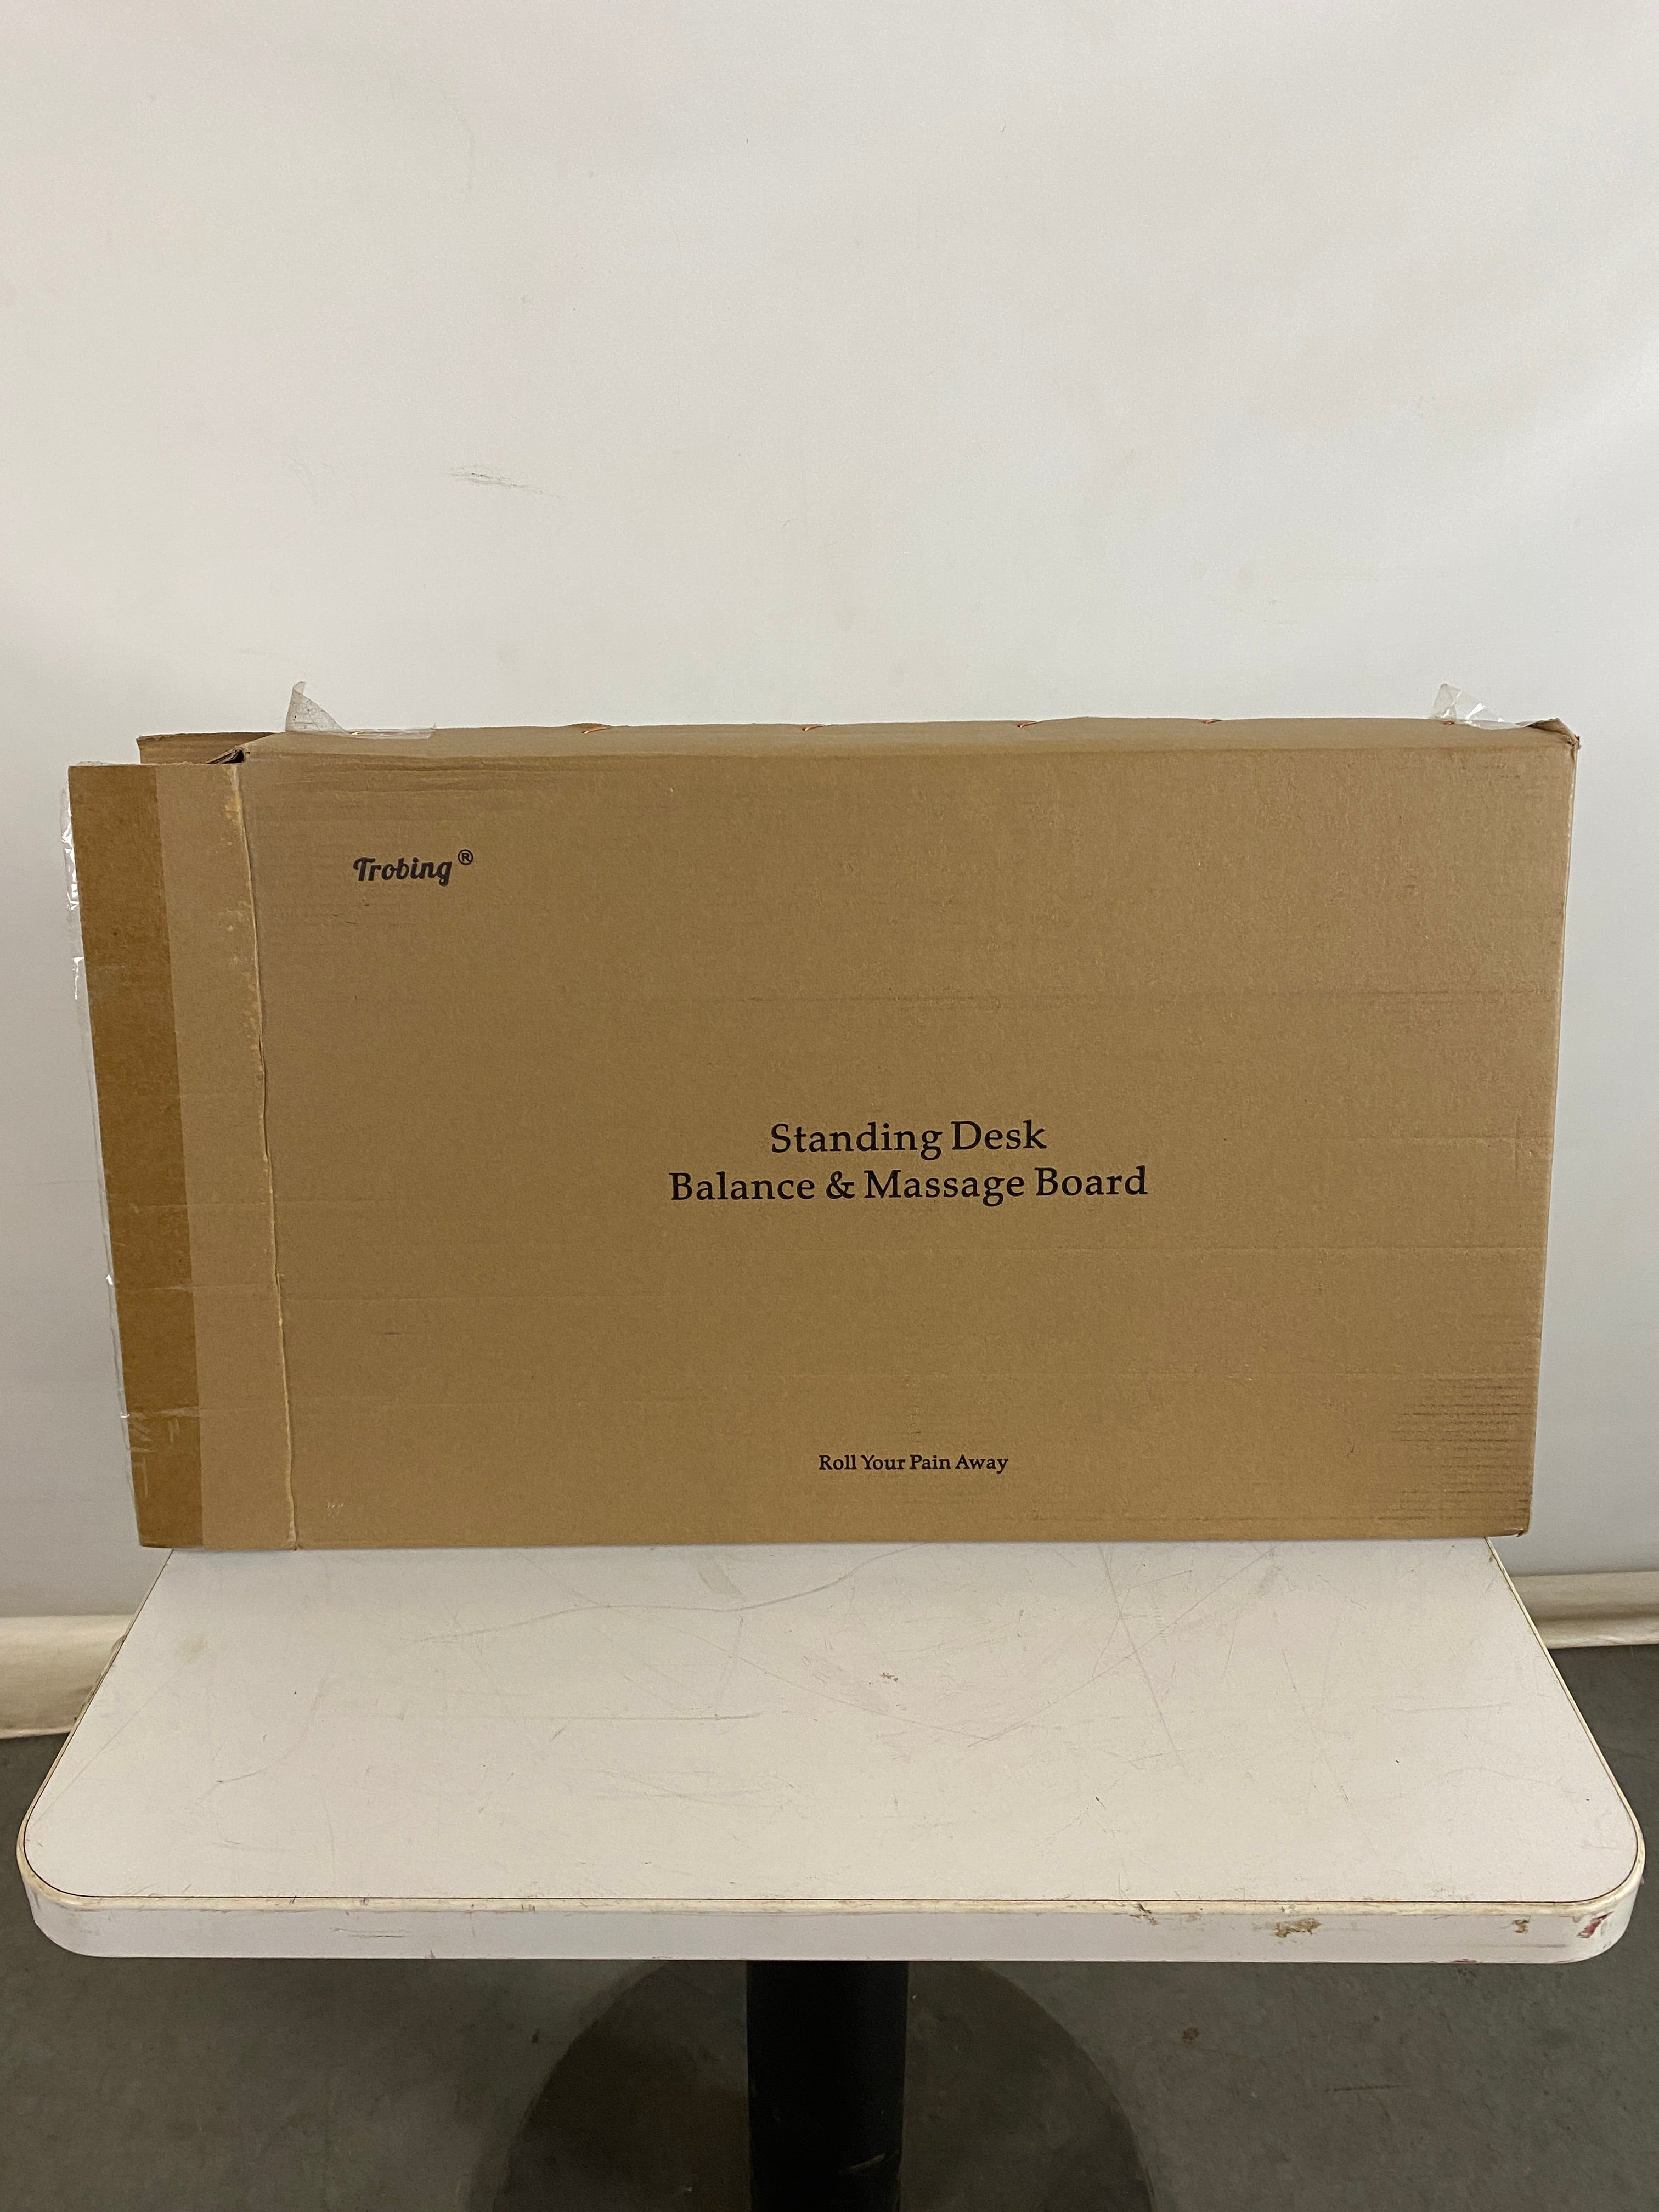 Trobing®
Standing Desk
Balance & Massage Board
Roll Your Pain Away